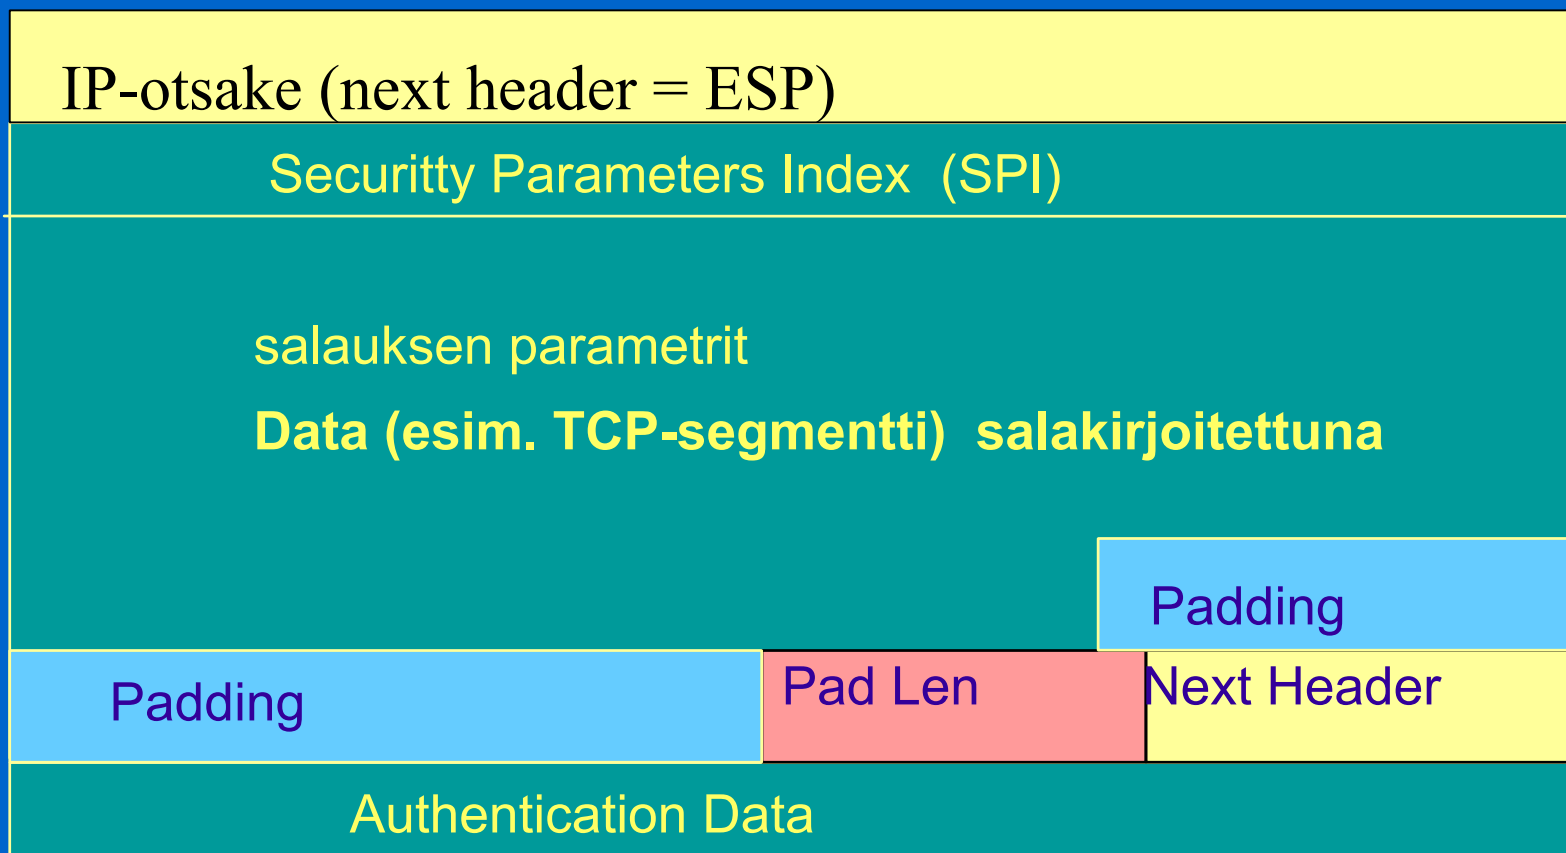 IP-otsake (next header = ESP)
Securitty Parameters Index (SPI)
salauksen parametrit
Data (esim. TCP-segmentti) salakirjoitettuna
Padding
Padding
Pad Len
Next Header
Authentication Data